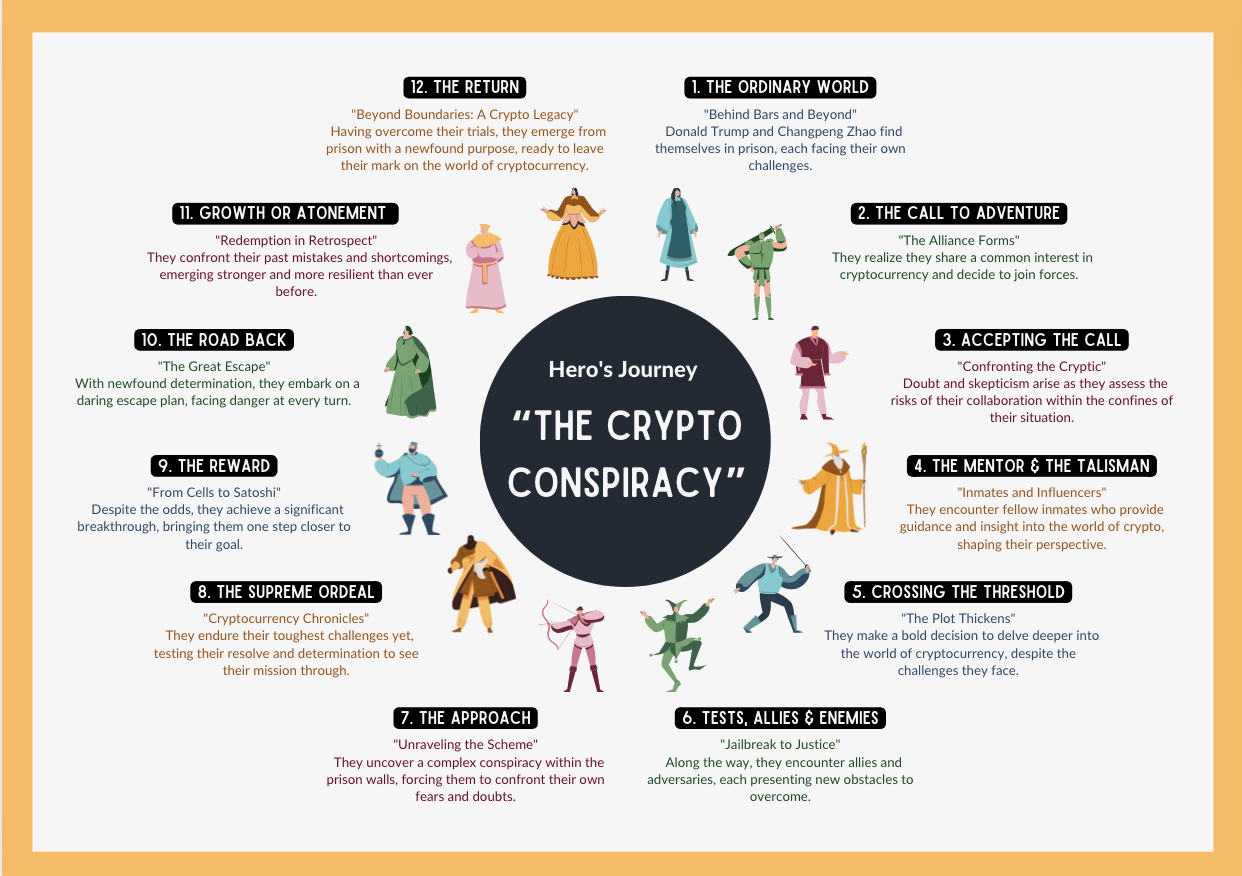 Hero's Journey
“THE CRYPTO
CONSPIRACY”
1. THE ORDINARY WORLD
"Behind Bars and Beyond"
Donald Trump and Changpeng Zhao find
themselves in prison, each facing their own
challenges.
2. THE CALL TO ADVENTURE
"The Alliance Forms"
They realize they share a common interest in
cryptocurrency and decide to join forces.
3. ACCEPTING THE CALL
"Confronting the Cryptic"
Doubt and skepticism arise as they assess the
risks of their collaboration within the confines of
their situation.
4. THE MENTOR & THE TALISMAN
"Inmates and Influencers"
They encounter fellow inmates who provide
guidance and insight into the world of crypto,
shaping their perspective.
5. CROSSING THE THRESHOLD
"The Plot Thickens"
They make a bold decision to delve deeper into
the world of cryptocurrency, despite the
challenges they face.
6. TESTS, ALLIES & ENEMIES
"Jailbreak to Justice"
Along the way, they encounter allies and
adversaries, each presenting new obstacles to
overcome.
7. THE APPROACH
"Unraveling the Scheme"
They uncover a complex conspiracy within the
prison walls, forcing them to confront their own
fears and doubts.
8. THE SUPREME ORDEAL
"Cryptocurrency Chronicles"
They endure their toughest challenges yet,
testing their resolve and determination to see
their mission through.
9. THE REWARD
"From Cells to Satoshi"
Despite the odds, they achieve a significant
breakthrough, bringing them one step closer to
their goal.
10. THE ROAD BACK
"The Great Escape"
With newfound determination, they embark on a
daring escape plan, facing danger at every turn.
11. GROWTH OR ATONEMENT
"Redemption in Retrospect"
They confront their past mistakes and shortcomings,
emerging stronger and more resilient than ever
before.
12. THE RETURN
"Beyond Boundaries: A Crypto Legacy"
Having overcome their trials, they emerge from
prison with a newfound purpose, ready to leave
their mark on the world of cryptocurrency.